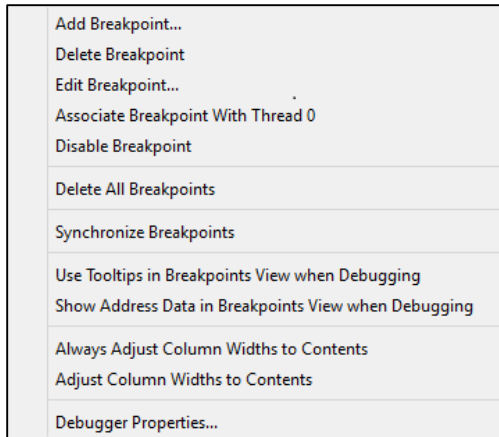 Add Breakpoint...
Delete Breakpoint
Edit Breakpoint...
Associate Breakpoint With Thread 0
Disable Breakpoint
Delete All Breakpoints
Synchronize Breakpoints
Use Tooltips in Breakpoints View when Debugging
Show Address Data in Breakpoints View when Debugging
Always Adjust Column Widths to Contents
Adjust Column Widths to Contents
Debugger Properties...